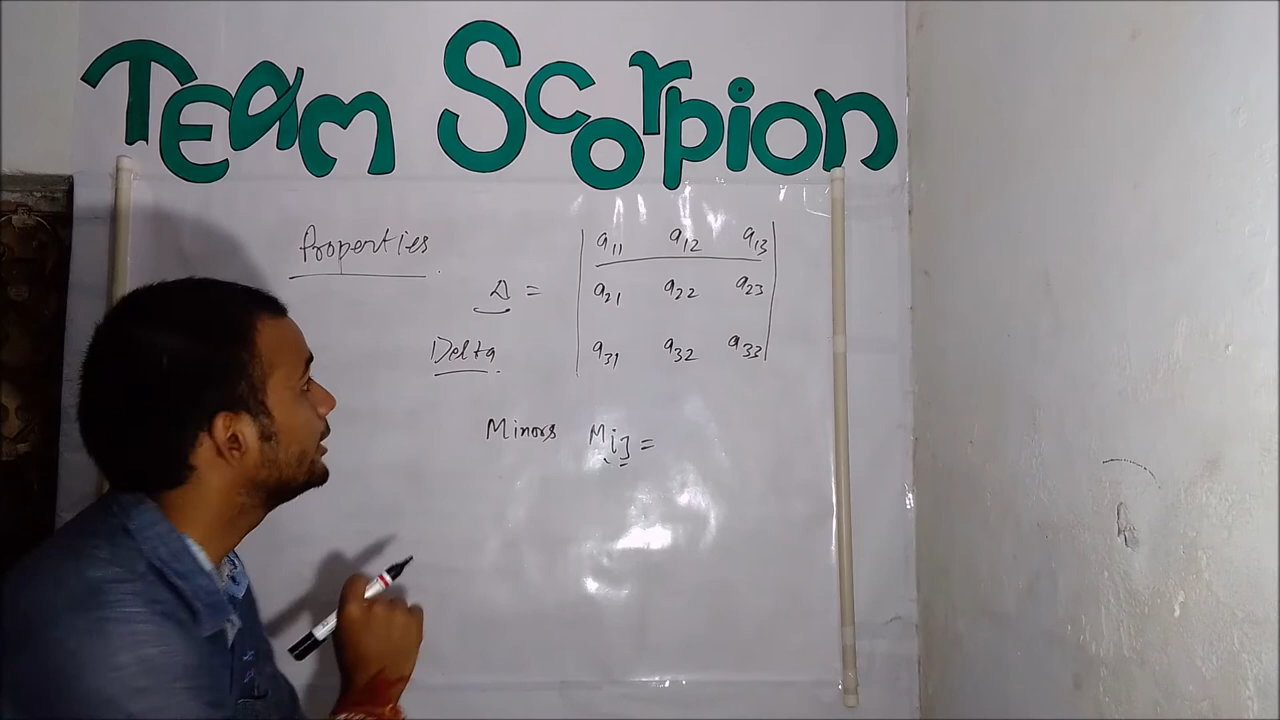 TEam Scorpion
Properties
a11 a12 a13
Δ = a21 a22 a23
Delta
a31 a32 a33
Minors Mij =